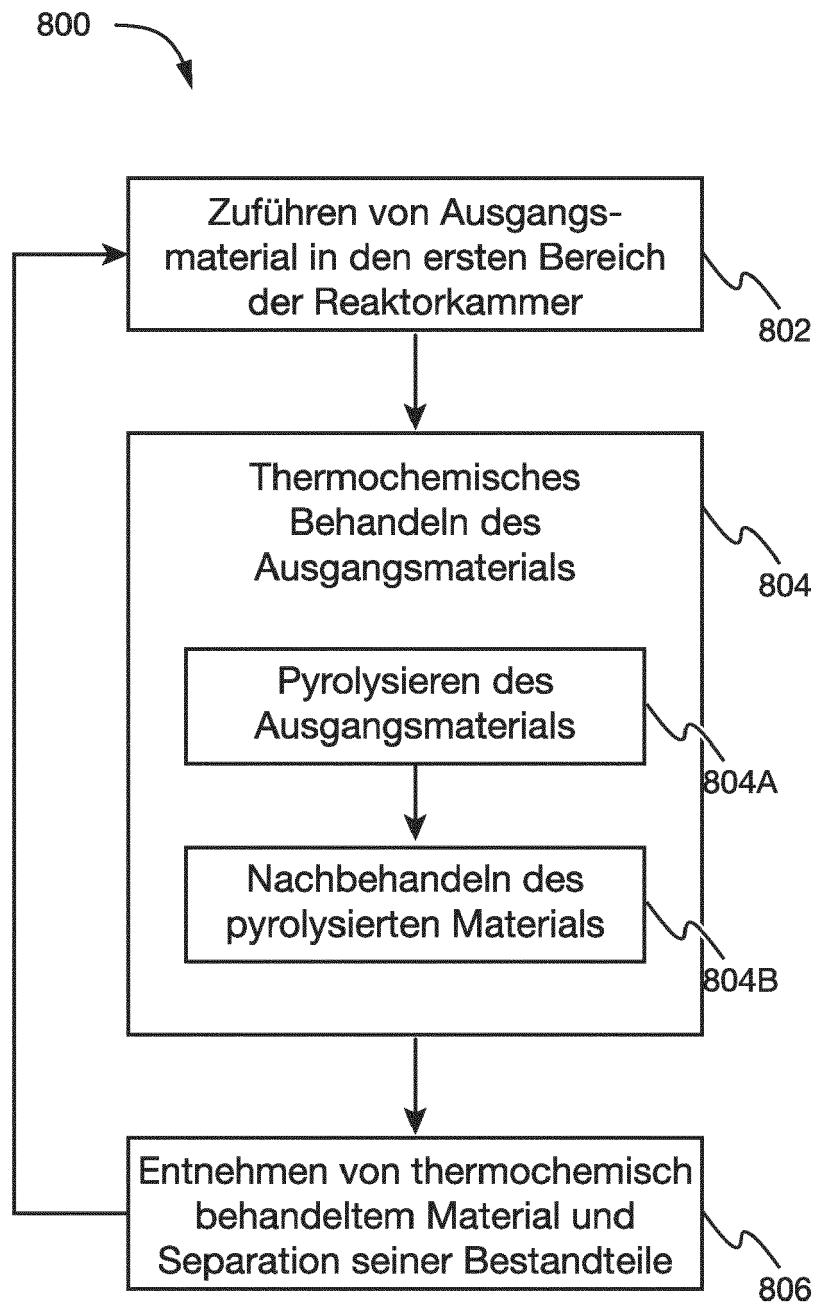 800
Zuführen von Ausgangs-
material in den ersten Bereich
der Reaktorkammer
802
Thermochemisches
Behandeln des
Ausgangsmaterials
804
Pyrolysieren des
Ausgangsmaterials
804A
Nachbehandeln des
pyrolysierten Materials
804B
Entnehmen von thermochemisch
behandeltem Material und
Separation seiner Bestandteile
806